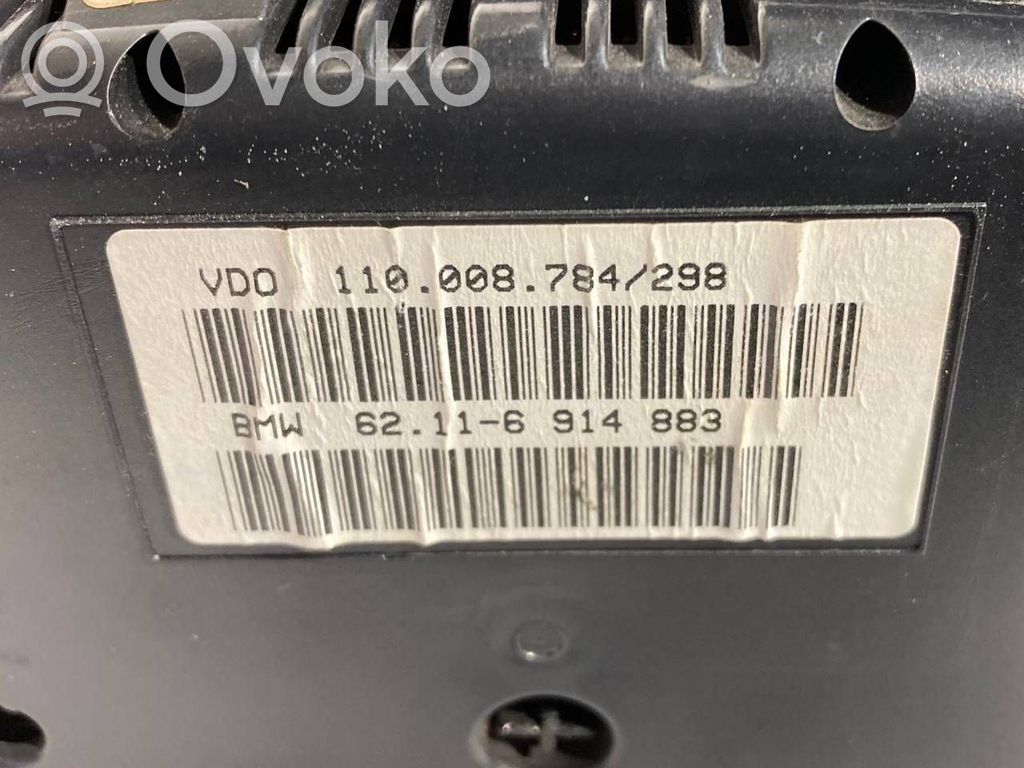 Ovoko
VDO 110.008.784/298
BMW 62.11-6 914 883